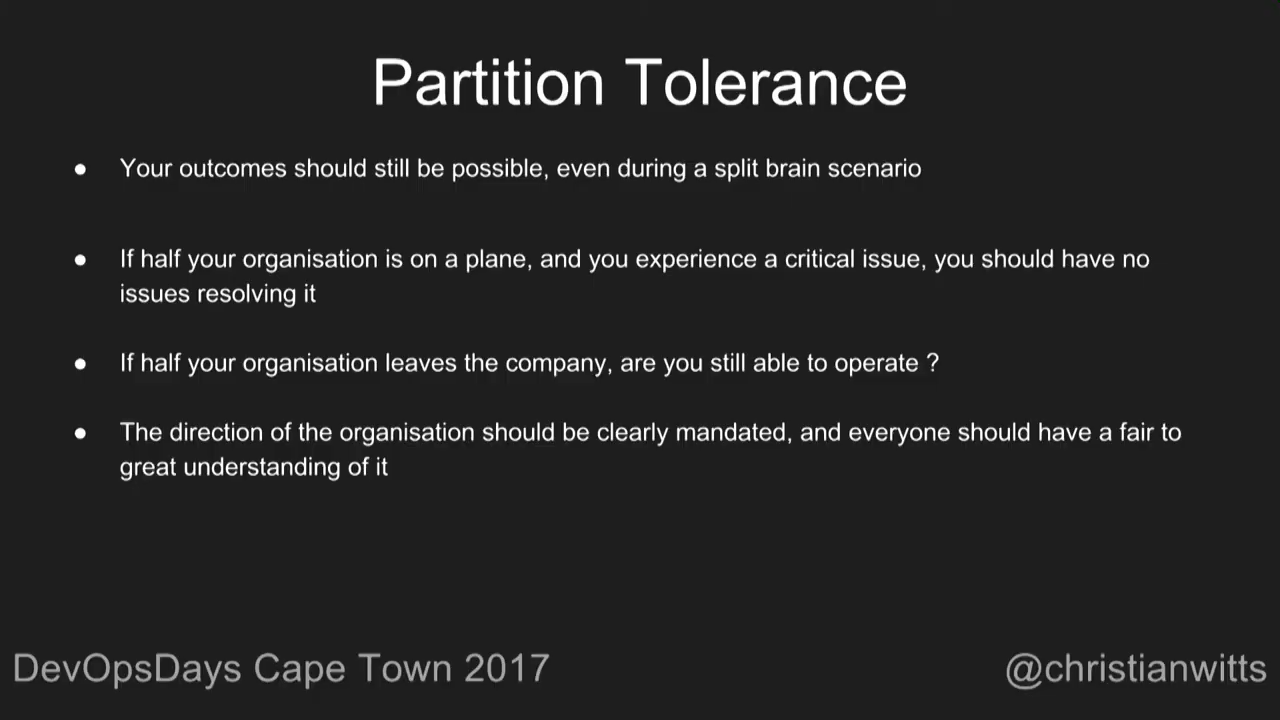 Partition Tolerance
● Your outcomes should still be possible, even during a split brain scenario
● If half your organisation is on a plane, and you experience a critical issue, you should have no
issues resolving it
● If half your organisation leaves the company, are you still able to operate ?
● The direction of the organisation should be clearly mandated, and everyone should have a fair to
great understanding of it
DevOpsDays Cape Town 2017
@christianwitts